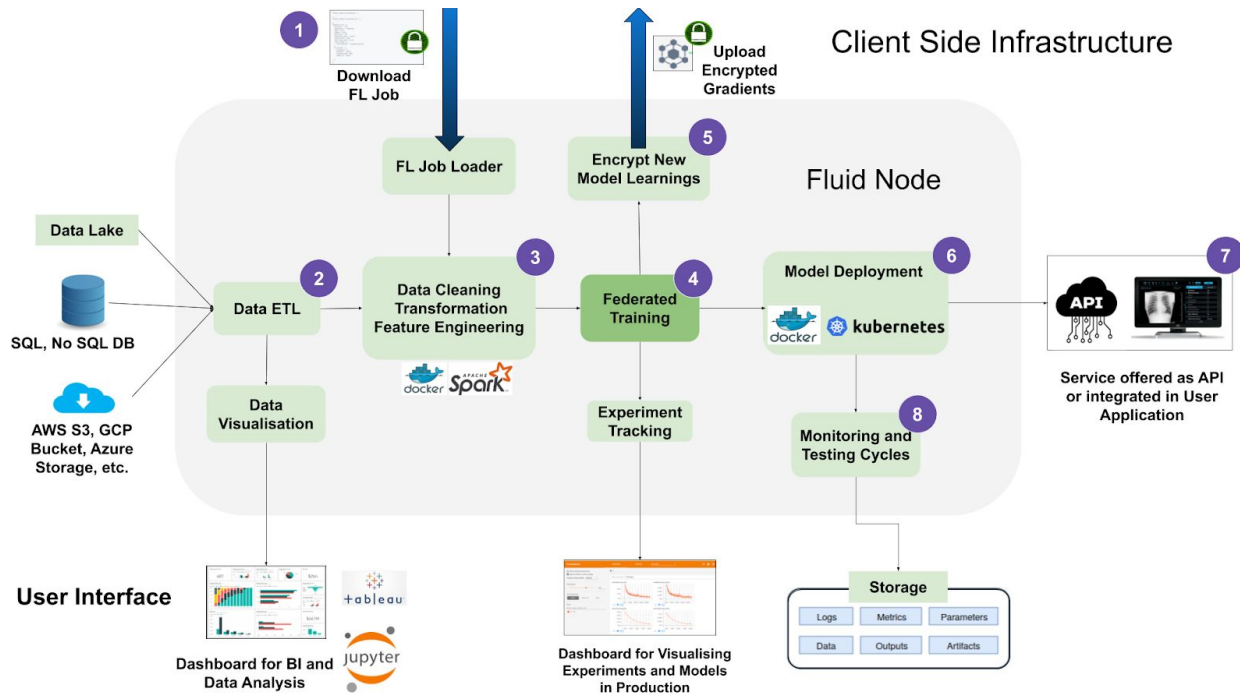 1
Download
FL Job
Upload
Encrypted
Gradients
Client Side Infrastructure
FL Job Loader
5
Encrypt New
Model Learnings
Fluid Node
Data Lake
SQL, No SQL DB
AWS S3, GCP
Bucket, Azure
Storage, etc.
2
Data ETL
3
Data Cleaning
Transformation
Feature Engineering
docker
APACHE
Spark
4
Federated
Training
6
Model Deployment
docker
kubernetes
7
API
Service offered as API
or integrated in User
Application
Data
Visualisation
Experiment
Tracking
8
Monitoring and
Testing Cycles
User Interface
+ableau
jupyter
Dashboard for BI and
Data Analysis
Dashboard for Visualising
Experiments and Models
in Production
Storage
Logs
Metrics
Parameters
Data
Outputs
Artifacts